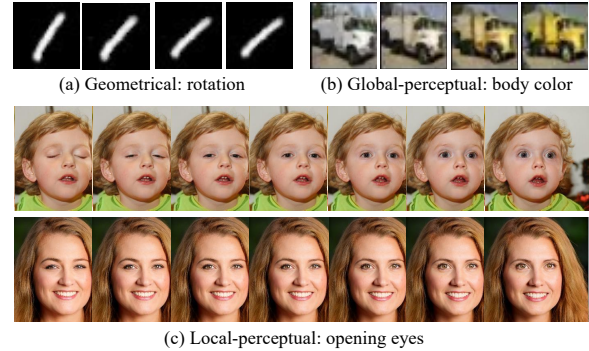 (a) Geometrical: rotation
(b) Global-perceptual: body color
(c) Local-perceptual: opening eyes